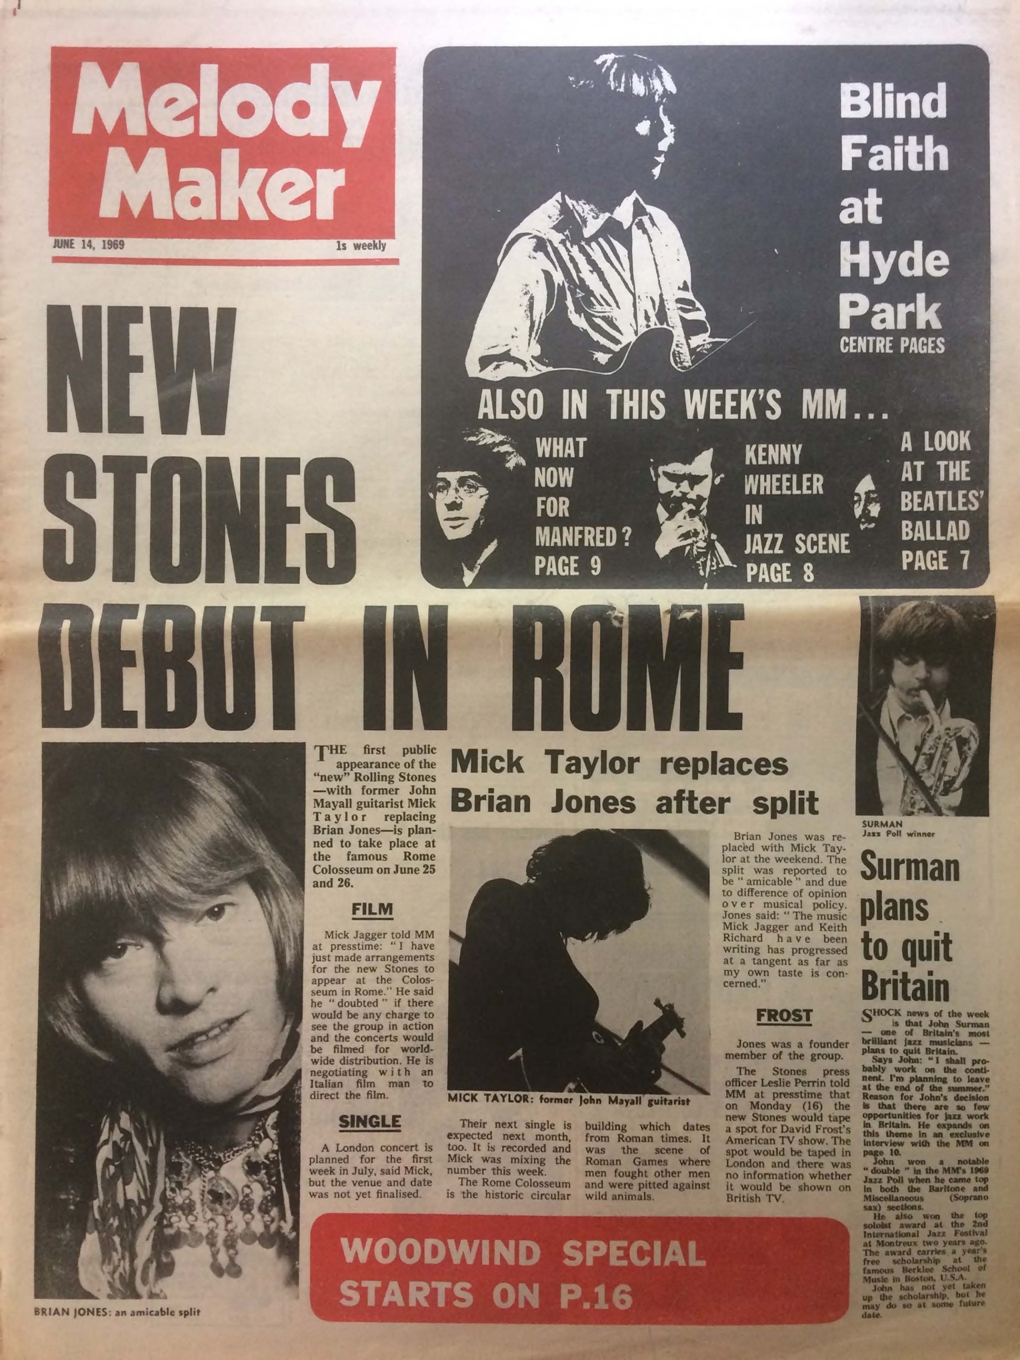 Melody
Maker
JUNE 14, 1969 1s weekly
Blind
Faith
at
Hyde
Park
CENTRE PAGES
ALSO IN THIS WEEK'S MM...
WHAT
NOW
FOR
MANFRED?
PAGE 9
KENNY
WHEELER
IN
JAZZ SCENE
PAGE 8
A LOOK
AT THE
BEATLES'
BALLAD
PAGE 7
NEW
STONES
DEBUT IN ROME
BRIAN JONES: an amicable split
THE first public
appearance of the
"new" Rolling Stones
—with former John
Mayall guitarist Mick
Taylor replacing
Brian Jones—is plan-
ned to take place at
the famous Rome
Colosseum on June 25
and 26.
FILM
Mick Jagger told MM
at presstime: "I have
just made arrangements
for the new Stones to
appear at the Colos-
seum in Rome." He said
he "doubted" if there
would be any charge to
see the group in action
and the concerts would
be filmed for world-
wide distribution. He is
negotiating with an
Italian film man to
direct the film.
SINGLE
A London concert is
planned for the first
week in July, said Mick,
but the venue and date
was not yet finalised.
Mick Taylor replaces
Brian Jones after split
MICK TAYLOR: former John Mayall guitarist
Their next single is
expected next month,
too. It is recorded and
Mick was mixing the
number this week.
The Rome Colosseum
is the historic circular
building which dates
from Roman times. It
was the scene of
Roman Games where
men fought other men
and were pitted against
wild animals.
Brian Jones was re-
placed with Mick Tay-
lor at the weekend. The
split was reported to
be "amicable" and due
to difference of opinion
over musical policy.
Jones said: "The music
Mick Jagger and Keith
Richard have been
writing has progressed
at a tangent as far as
my own taste is con-
cerned."
FROST
Jones was a founder
member of the group.
The Stones press
officer Leslie Perrin told
MM at presstime that
on Monday (16) the
new Stones would tape
a spot for David Frost's
American TV show. The
spot would be taped in
London and there was
no information whether
it would be shown on
British TV.
WOODWIND SPECIAL
STARTS ON P.16
SURMAN
Jazz Poll winner
Surman
plans
to quit
Britain
SHOCK news of the week
is that John Surman
— one of Britain's most
brilliant jazz musicians —
plans to quit Britain.
Says John: "I shall pro-
bably work on the conti-
nent. I'm planning to leave
at the end of the summer."
Reason for John's decision
is that there are so few
opportunities for jazz work
in Britain. He expands on
this theme in an exclusive
interview with the MM on
page 10.
John won a notable
"double" in the MM's 1969
Jazz Poll when he came top
in both the Baritone and
Miscellaneous (Soprano
sax) sections.
He also won the top
soloist award at the 2nd
International Jazz Festival
at Montreux two years ago.
The award carries a year's
free scholarship at the
famous Berklee School of
Music in Boston, U.S.A.
John has not yet taken
up the scholarship, but he
may do so at some future
date.